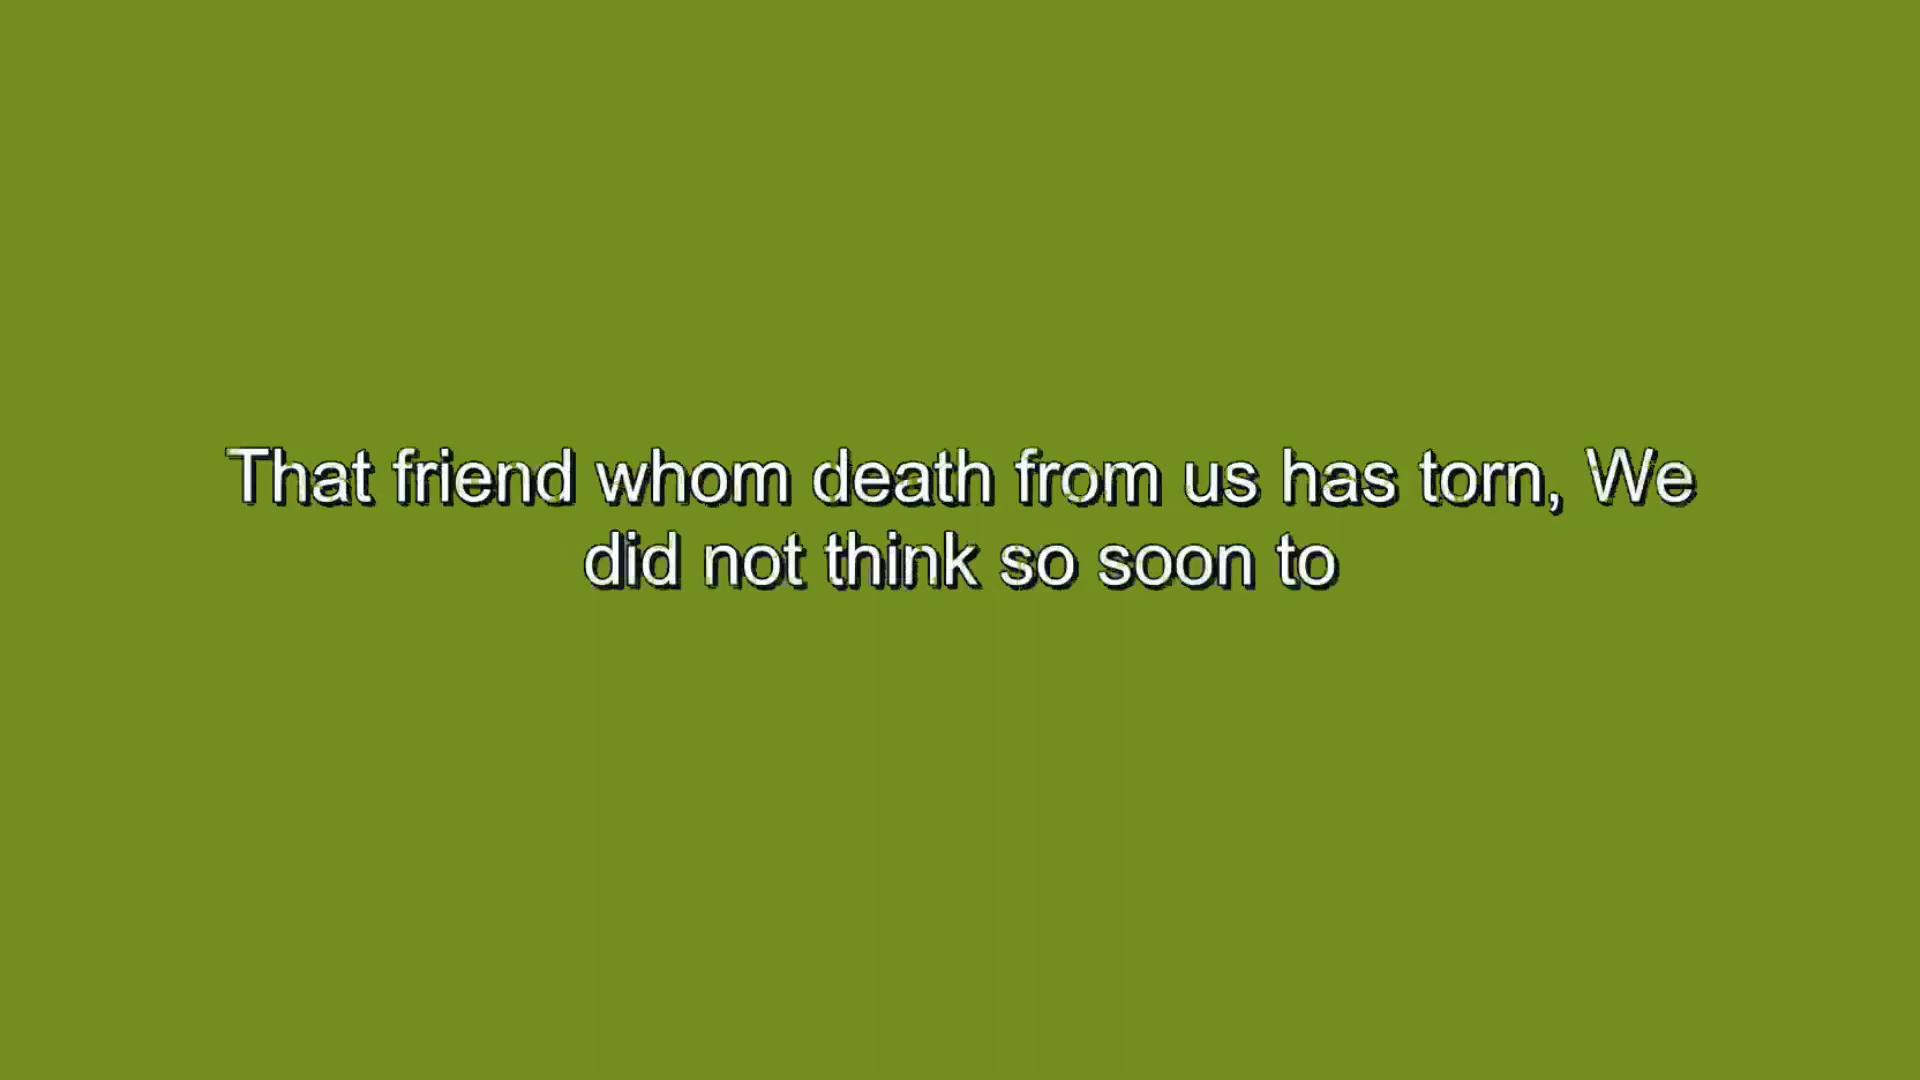 That friend whom death from us has torn, We
did not think so soon to